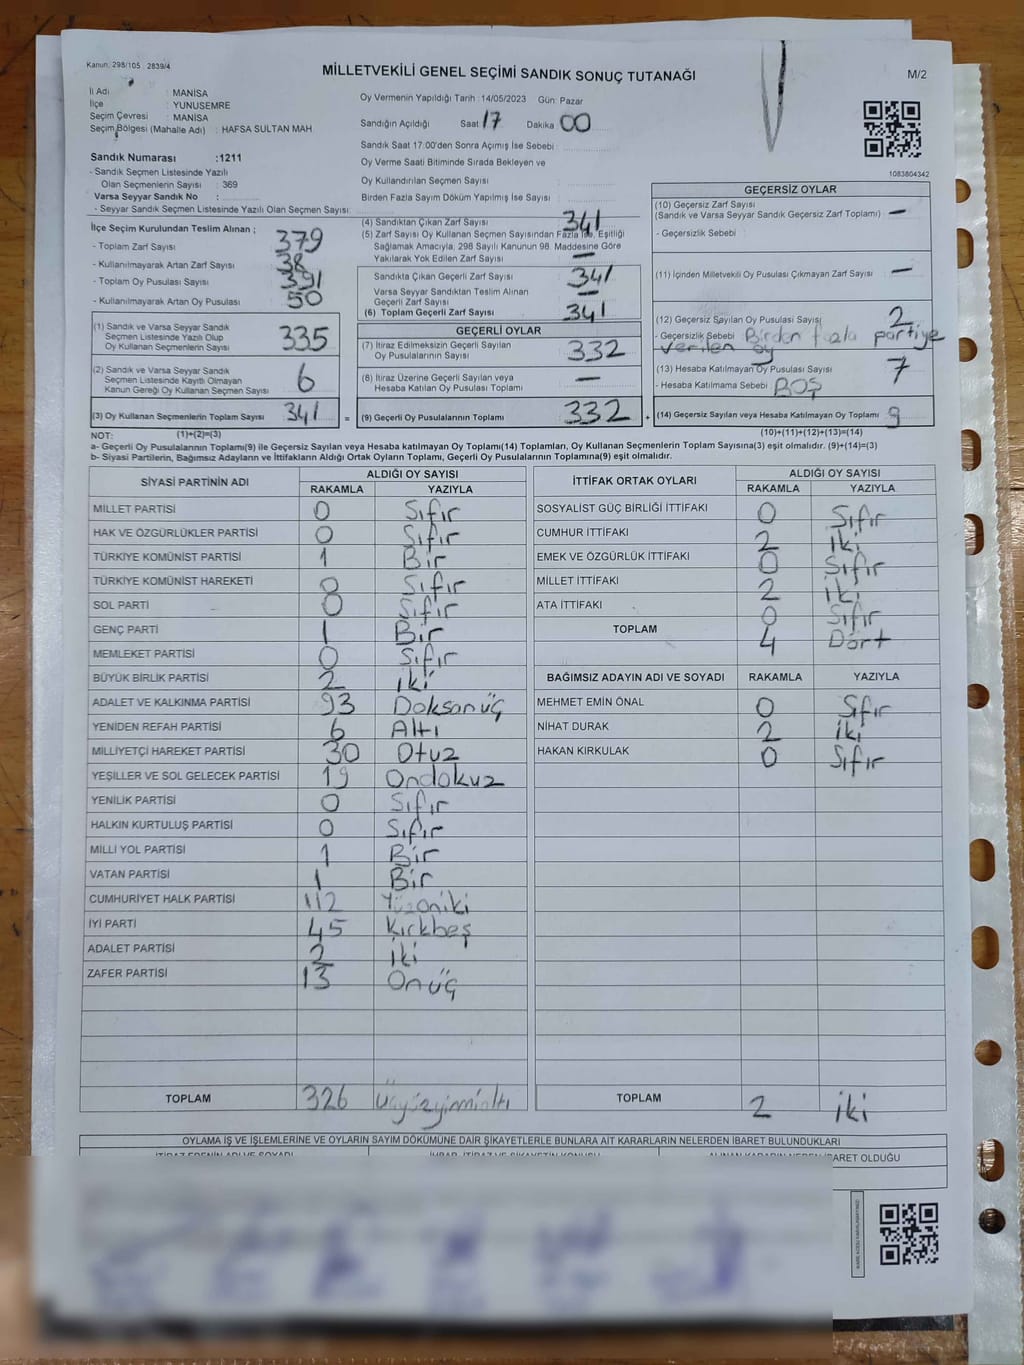 Kanun: 298/105 2839/4
MİLLETVEKİLİ GENEL SEÇİMİ SANDIK SONUÇ TUTANAĞI
M/2
İl Adı : MANİSA
İlçe : YUNUSEMRE
Seçim Çevresi : MANİSA
Seçim Bölgesi (Mahalle Adı) : HAFSA SULTAN MAH
Sandık Numarası :1211
- Sandık Seçmen Listesinde Yazılı
Olan Seçmenlerin Sayısı : 369
Varsa Seyyar Sandık No :
- Seyyar Sandık Seçmen Listesinde Yazılı Olan Seçmen Sayısı:
Oy Vermenin Yapıldığı Tarih :14/05/2023 Gün: Pazar
Sandığın Açıldığı Saat 17 Dakika 00
Sandık Saat 17:00'den Sonra Açımış İse Sebebi :
Oy Verme Saati Bitiminde Sırada Bekleyen ve
Oy Kullandırılan Seçmen Sayısı
Birden Fazla Sayım Döküm Yapılmış İse Sayısı :
1083804342
İlçe Seçim Kurulundan Teslim Alınan ;
- Toplam Zarf Sayısı 379
- Kullanılmayarak Artan Zarf Sayısı 38
- Toplam Oy Pusulası Sayısı 391
- Kullanılmayarak Artan Oy Pusulası 50
(1) Sandık ve Varsa Seyyar Sandık
Seçmen Listesinde Yazılı Olup
Oy Kullanan Seçmenlerin Sayısı 335
(2) Sandık ve Varsa Seyyar Sandık
Seçmen Listesinde Kayıtlı Olmayan
Kanun Gereği Oy Kullanan Seçmen Sayısı 6
(3) Oy Kullanan Seçmenlerin Toplam Sayısı 341 =
(4) Sandıktan Çıkan Zarf Sayısı 341
(5) Zarf Sayısı Oy Kullanan Seçmen Sayısından Fazla İse, Eşitliği
Sağlamak Amacıyla, 298 Sayılı Kanunun 98. Maddesine Göre
Yakılarak Yok Edilen Zarf Sayısı —
Sandıkta Çıkan Geçerli Zarf Sayısı 341
Varsa Seyyar Sandıktan Teslim Alınan
Geçerli Zarf Sayısı —
(6) Toplam Geçerli Zarf Sayısı 341
GEÇERLİ OYLAR
(7) İtiraz Edilmeksizin Geçerli Sayılan
Oy Pusulalarının Sayısı 332
(8) İtiraz Üzerine Geçerli Sayılan veya
Hesaba Katılan Oy Pusulası Toplamı —
(9) Geçerli Oy Pusulalarının Toplamı 332 +
GEÇERSİZ OYLAR
(10) Geçersiz Zarf Sayısı
(Sandık ve Varsa Seyyar Sandık Geçersiz Zarf Toplamı) —
- Geçersizlik Sebebi :
(11) İçinden Milletvekili Oy Pusulası Çıkmayan Zarf Sayısı —
(12) Geçersiz Sayılan Oy Pusulası Sayısı 2
- Geçersizlik Sebebi Birden fazla partiye
verilen oy
(13) Hesaba Katılmayan Oy Pusulası Sayısı 7
- Hesaba Katılmama Sebebi BOŞ
(14) Geçersiz Sayılan veya Hesaba Katılmayan Oy Toplamı 9
NOT: (1)+(2)=(3) (10)+(11)+(12)+(13)=(14)
a- Geçerli Oy Pusulalarının Toplamı(9) ile Geçersiz Sayılan veya Hesaba katılmayan Oy Toplamı(14) Toplamları, Oy Kullanan Seçmenlerin Toplam Sayısına(3) eşit olmalıdır. (9)+(14)=(3)
b- Siyasi Partilerin, Bağımsız Adayların ve İttifakların Aldığı Ortak Oyların Toplamı, Geçerli Oy Pusulalarının Toplamına(9) eşit olmalıdır.
SİYASİ PARTİNİN ADI ALDIĞI OY SAYISI
RAKAMLA YAZIYLA
MİLLET PARTİSİ 0 Sıfır
HAK VE ÖZGÜRLÜKLER PARTİSİ 0 Sıfır
TÜRKİYE KOMÜNİST PARTİSİ 1 Bir
TÜRKİYE KOMÜNİST HAREKETİ 0 Sıfır
SOL PARTİ 0 Sıfır
GENÇ PARTİ 1 Bir
MEMLEKET PARTİSİ 0 Sıfır
BÜYÜK BİRLİK PARTİSİ 2 iki
ADALET VE KALKINMA PARTİSİ 93 Doksanüç
YENİDEN REFAH PARTİSİ 6 Altı
MİLLİYETÇİ HAREKET PARTİSİ 30 Otuz
YEŞİLLER VE SOL GELECEK PARTİSİ 19 Ondokuz
YENİLİK PARTİSİ 0 Sıfır
HALKIN KURTULUŞ PARTİSİ 0 Sıfır
MİLLİ YOL PARTİSİ 1 Bir
VATAN PARTİSİ 1 Bir
CUMHURİYET HALK PARTİSİ 112 Yüzoniki
İYİ PARTİ 45 Kırkbeş
ADALET PARTİSİ 2 iki
ZAFER PARTİSİ 13 Onüç
TOPLAM 326 Üçyüzyirmialtı
İTTİFAK ORTAK OYLARI ALDIĞI OY SAYISI
RAKAMLA YAZIYLA
SOSYALİST GÜÇ BİRLİĞİ İTTİFAKI 0 Sıfır
CUMHUR İTTİFAKI 2 iki
EMEK VE ÖZGÜRLÜK İTTİFAKI 0 Sıfır
MİLLET İTTİFAKI 2 iki
ATA İTTİFAKI 0 Sıfır
TOPLAM 4 Dört
BAĞIMSIZ ADAYIN ADI VE SOYADI RAKAMLA YAZIYLA
MEHMET EMİN ÖNAL 0 Sıfır
NİHAT DURAK 2 iki
HAKAN KIRKULAK 0 Sıfır
TOPLAM 2 iki
OYLAMA İŞ VE İŞLEMLERİNE VE OYLARIN SAYIM DÖKÜMÜNE DAİR ŞİKAYETLERLE BUNLARA AİT KARARLARIN NELERDEN İBARET BULUNDUKLARI
İTİRAZ EDENİN ADI VE SOYADI İHBAR, İTİRAZ VE ŞİKAYETİN KONUSU ALINAN KARARIN NEDEN İBARET OLDUĞU